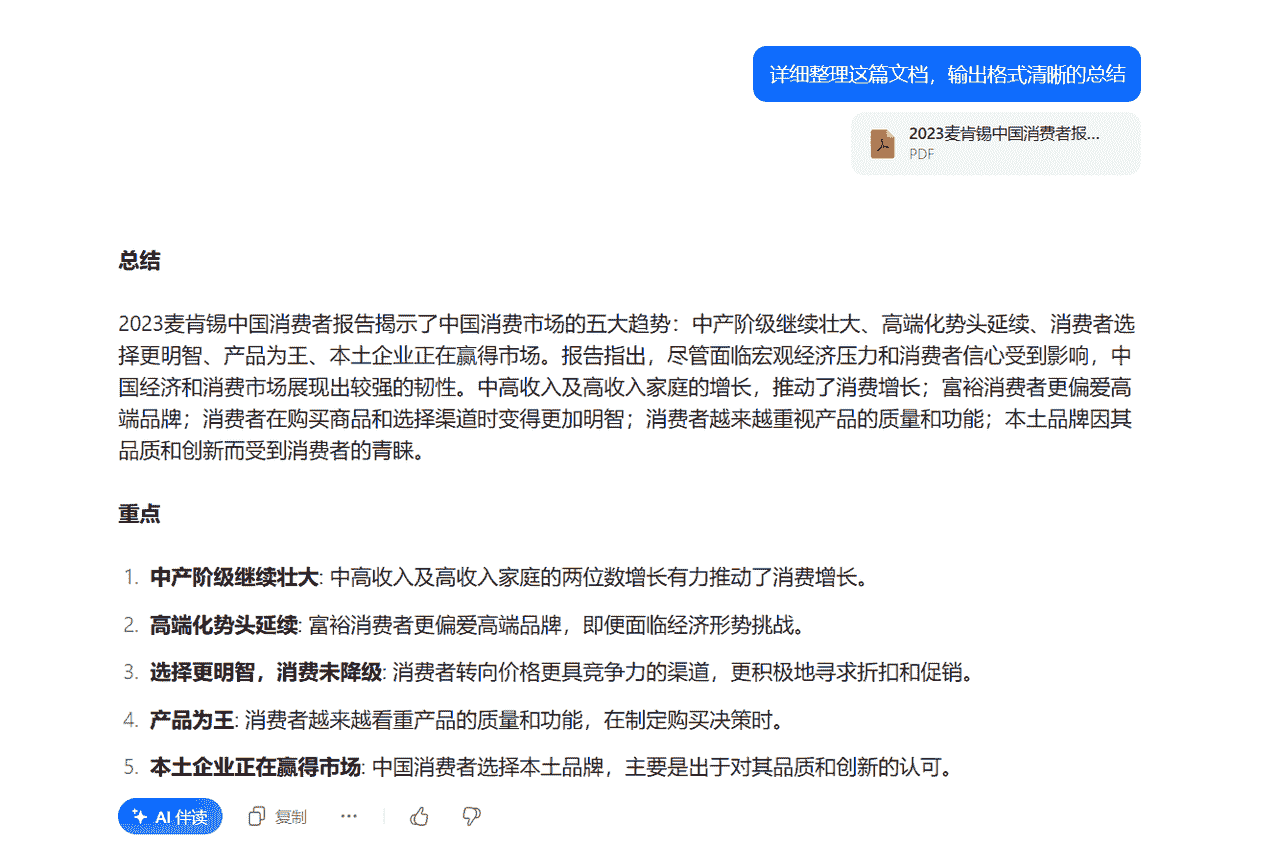 详细整理这篇文档，输出格式清晰的总结
2023麦肯锡中国消费者报...
PDF
总结
2023麦肯锡中国消费者报告揭示了中国消费市场的五大趋势：中产阶级继续壮大、高端化势头延续、消费者选
择更明智、产品为王、本土企业正在赢得市场。报告指出，尽管面临宏观经济压力和消费者信心受到影响，中
国经济和消费市场展现出较强的韧性。中高收入及高收入家庭的增长，推动了消费增长；富裕消费者更偏爱高
端品牌；消费者在购买商品和选择渠道时变得更加明智；消费者越来越重视产品的质量和功能；本土品牌因其
品质和创新而受到消费者的青睐。
重点
1. 中产阶级继续壮大: 中高收入及高收入家庭的两位数增长有力推动了消费增长。
2. 高端化势头延续: 富裕消费者更偏爱高端品牌，即便面临经济形势挑战。
3. 选择更明智，消费未降级: 消费者转向价格更具竞争力的渠道，更积极地寻求折扣和促销。
4. 产品为王: 消费者越来越看重产品的质量和功能，在制定购买决策时。
5. 本土企业正在赢得市场: 中国消费者选择本土品牌，主要是出于对其品质和创新的认可。
AI 伴读 复制 ...